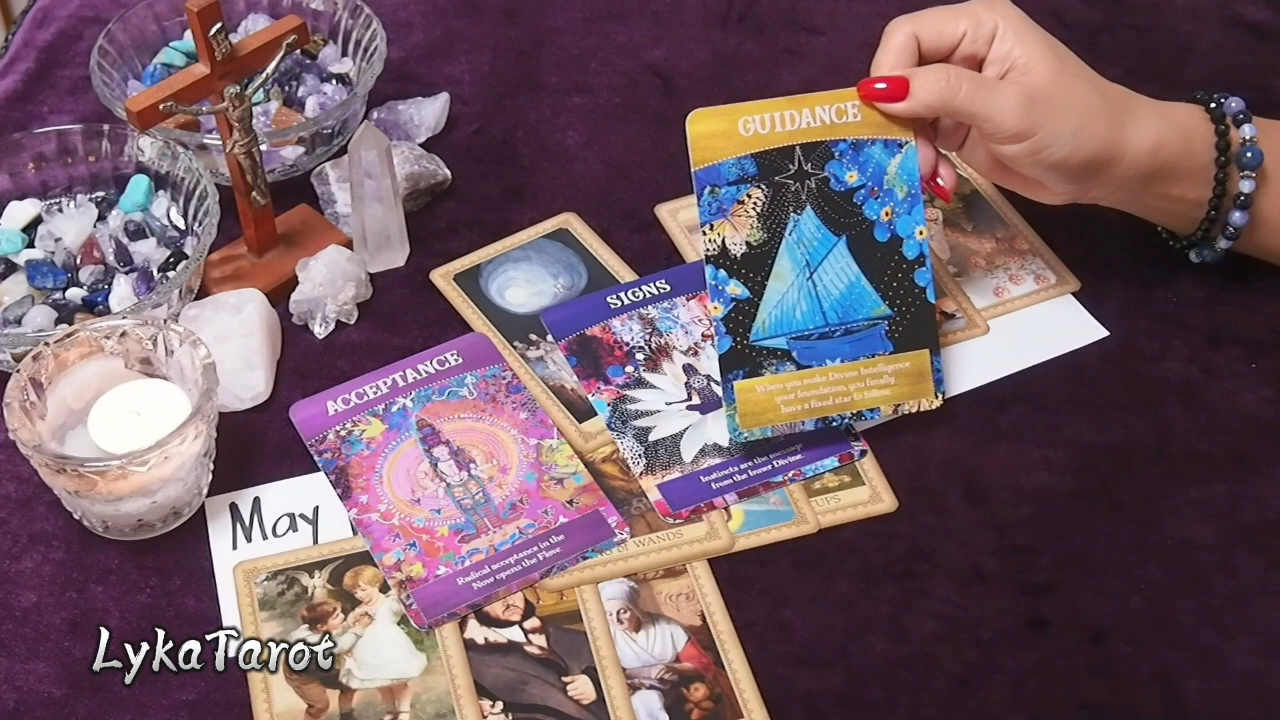 GUIDANCE
When you make Divine Intelligence
your foundation, you finally
have a fixed star to follow
SIGNS
Instincts are the message
from the Inner Divine.
ACCEPTANCE
Radical acceptance in the
Now opens the Flow.
May
OF WANDS
CUPS
LykaTarot